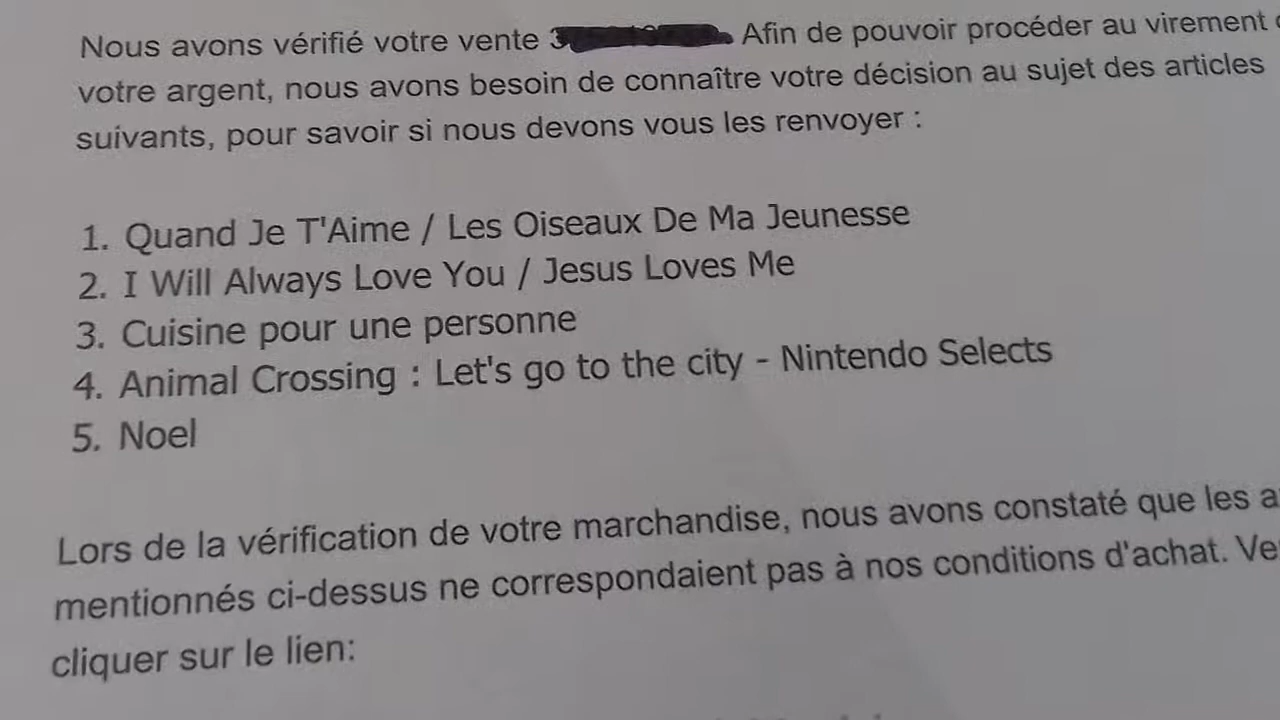 Nous avons vérifié votre vente 3 Afin de pouvoir procéder au virement
votre argent, nous avons besoin de connaître votre décision au sujet des articles
suivants, pour savoir si nous devons vous les renvoyer :
1. Quand Je T'Aime / Les Oiseaux De Ma Jeunesse
2. I Will Always Love You / Jesus Loves Me
3. Cuisine pour une personne
4. Animal Crossing : Let's go to the city - Nintendo Selects
5. Noel
Lors de la vérification de votre marchandise, nous avons constaté que les a
mentionnés ci-dessus ne correspondaient pas à nos conditions d'achat. Ve
cliquer sur le lien: